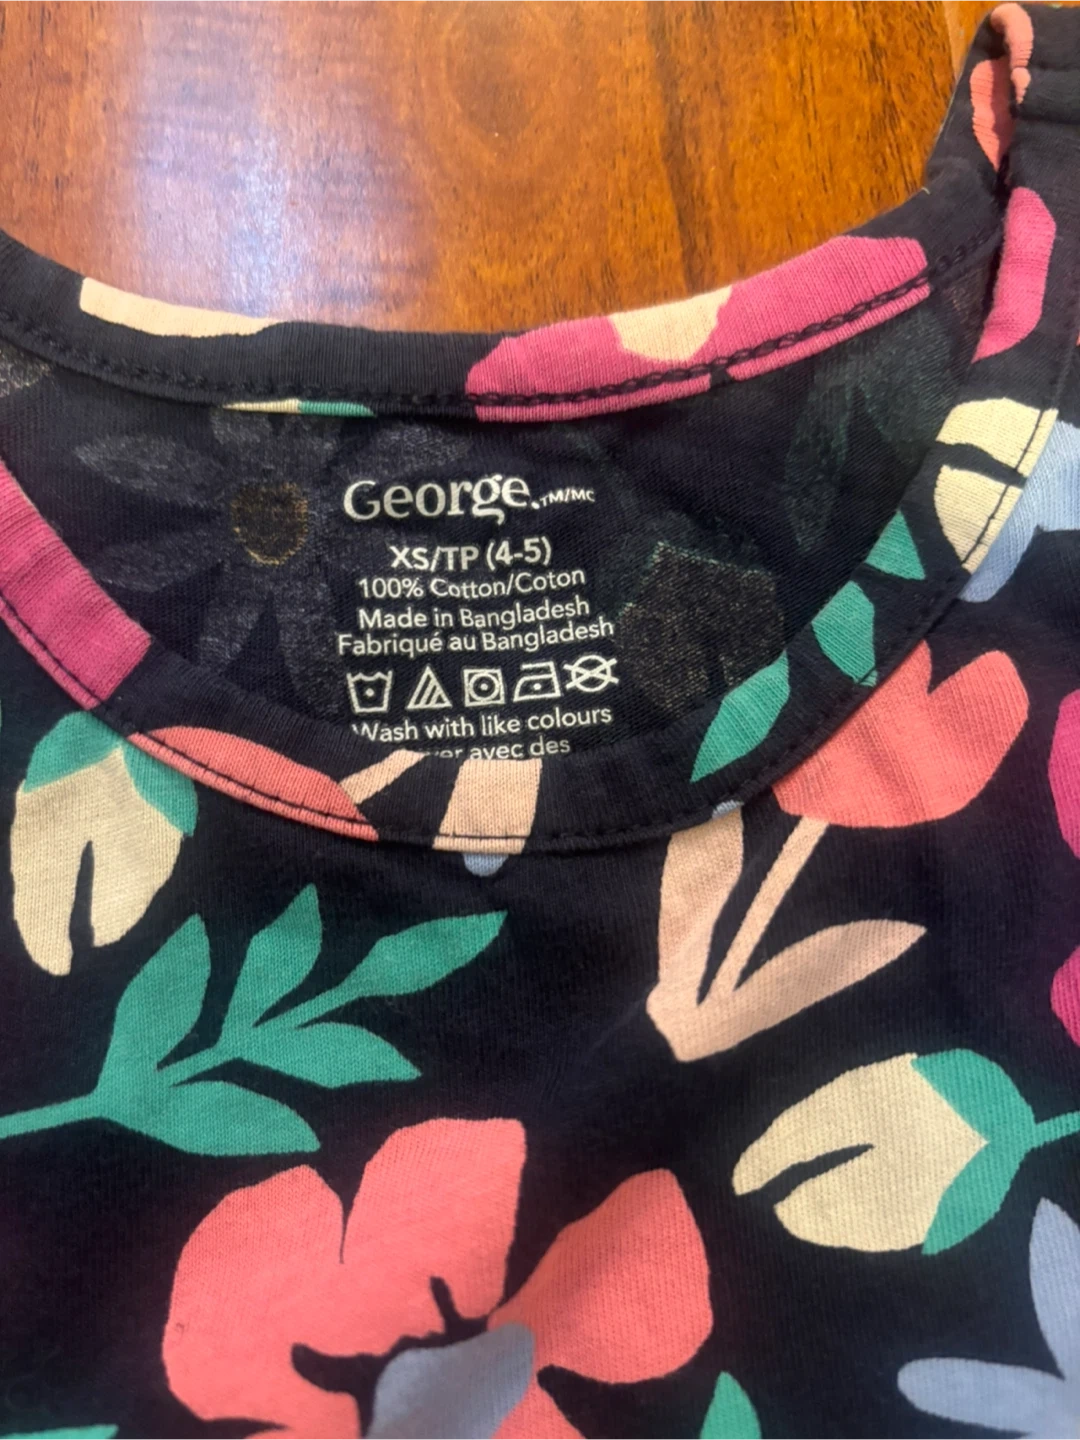 George.TM/MC
XS/TP (4-5)
100% Cotton/Coton
Made in Bangladesh
Fabriqué au Bangladesh
Wash with like colours
avec des